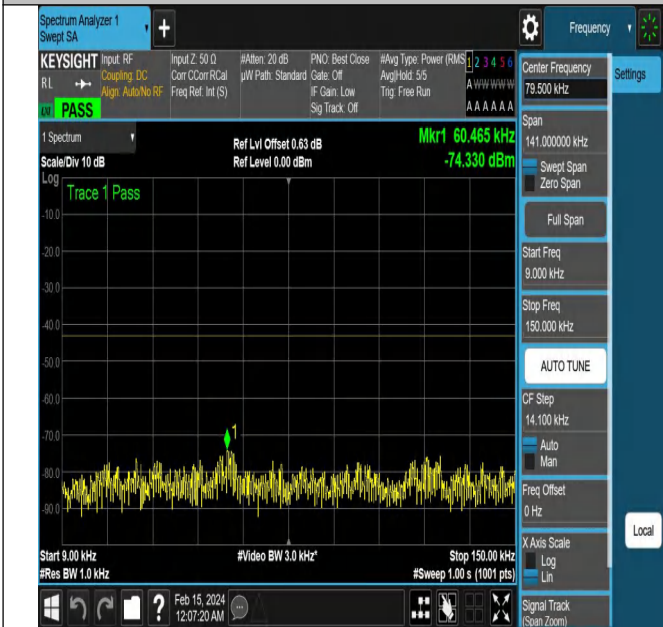 Spectrum Analyzer 1
Swept SA
+
Frequency
KEYSIGHT
Input: RF
Input Z: 50 Ω
#Atten: 20 dB
PNO: Best Close
#Avg Type: Power (RMS
1 2 3 4 5 6
R L
Coupling: DC
Corr CCorr RCal
µW Path: Standard
Gate: Off
Avg|Hold: 5/5
A W W W W W
Align: Auto/No RF
Freq Ref: Int (S)
IF Gain: Low
Trig: Free Run
Sig Track: Off
A A A A A A
PASS
1 Spectrum
Ref Lvl Offset 0.63 dB
Mkr1 60.465 kHz
Scale/Div 10 dB
Ref Level 0.00 dBm
-74.330 dBm
Log
Trace 1 Pass
-10.0
-20.0
-30.0
-40.0
-50.0
-60.0
-70.0
-80.0
-90.0
1
Start 9.00 kHz
#Video BW 3.0 kHz*
Stop 150.00 kHz
#Res BW 1.0 kHz
#Sweep 1.00 s (1001 pts)
?
Feb 15, 2024
12:07:20 AM
Center Frequency
79.500 kHz
Settings
Span
141.000000 kHz
Swept Span
Zero Span
Full Span
Start Freq
9.000 kHz
Stop Freq
150.000 kHz
AUTO TUNE
CF Step
14.100 kHz
Auto
Man
Freq Offset
0 Hz
Local
X Axis Scale
Log
Lin
Signal Track
(Span Zoom)